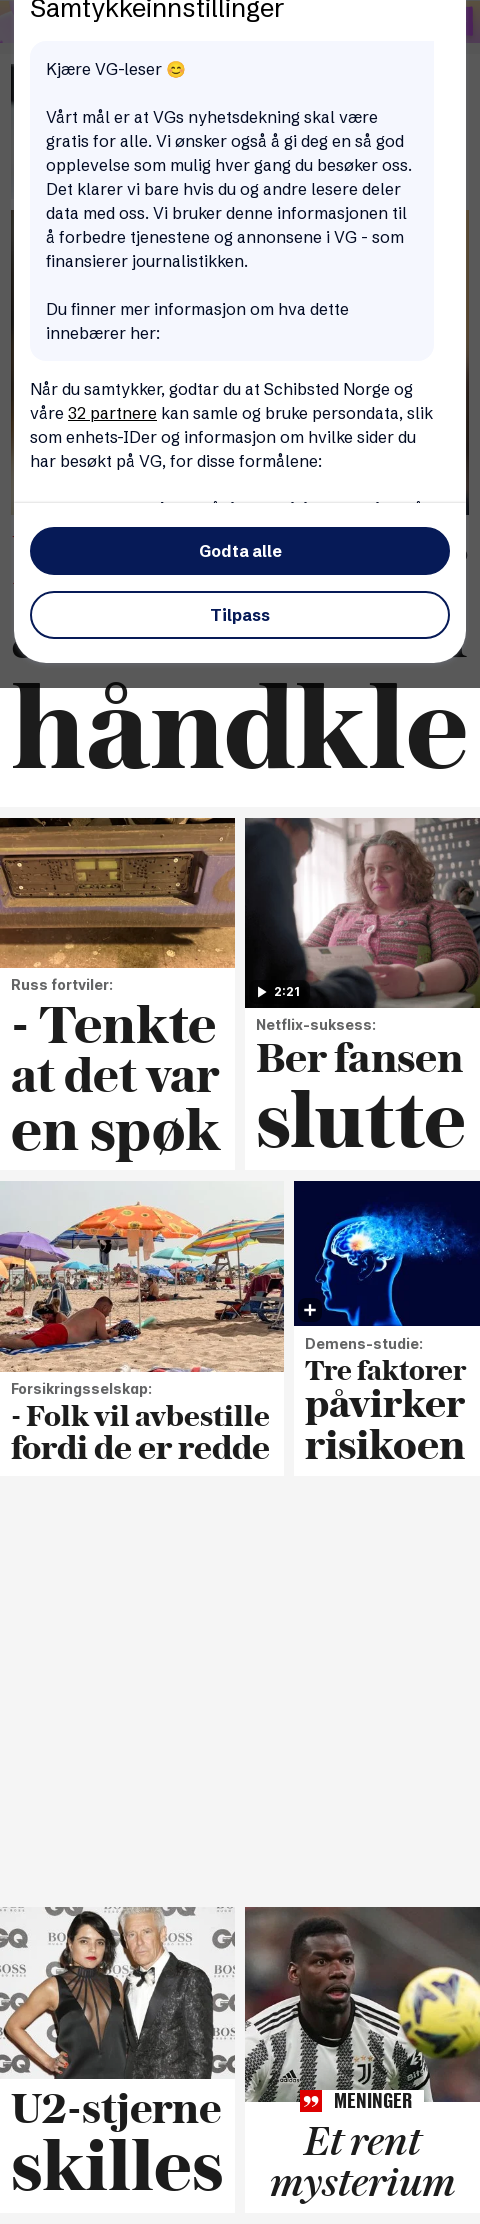 Samtykkeinnstillinger
Kjære VG-leser 😊
Vårt mål er at VGs nyhetsdekning skal være
gratis for alle. Vi ønsker også å gi deg en så god
opplevelse som mulig hver gang du besøker oss.
Det klarer vi bare hvis du og andre lesere deler
data med oss. Vi bruker denne informasjonen til
å forbedre tjenestene og annonsene i VG - som
finansierer journalistikken.
Du finner mer informasjon om hva dette
innebærer her:
Når du samtykker, godtar du at Schibsted Norge og
våre 32 partnere kan samle og bruke persondata, slik
som enhets-IDer og informasjon om hvilke sider du
har besøkt på VG, for disse formålene:
Godta alle
Tilpass
håndkle
2:21
Russ fortviler:
- Tenkte
at det var
en spøk
Netflix-suksess:
Ber fansen
slutte
Forsikringsselskap:
- Folk vil avbestille
fordi de er redde
Demens-studie:
Tre faktorer
påvirker
risikoen
GQ
BOSS
GQ
U2-stjerne
skilles
MENINGER
Et rent
mysterium